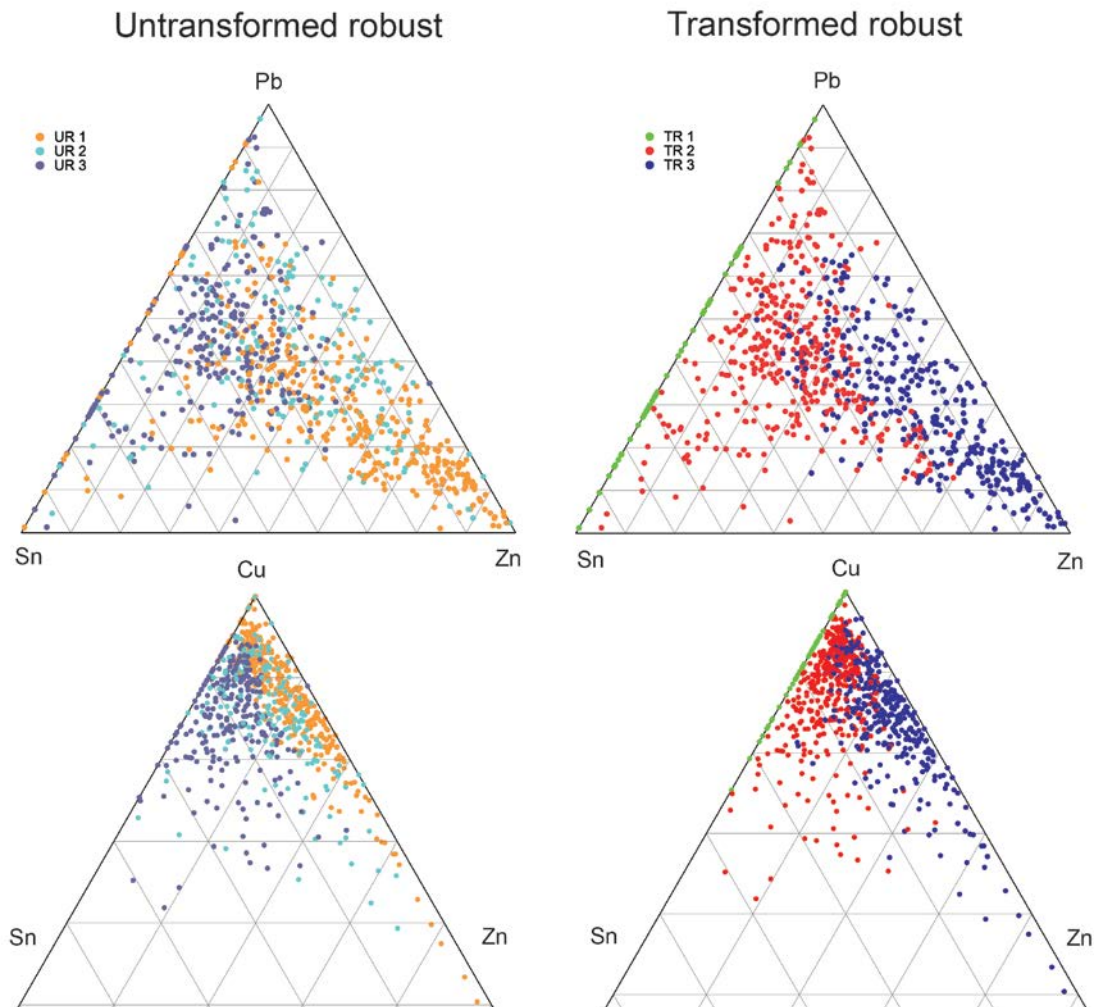 Untransformed robust
Transformed robust
Pb
UR 1
UR 2
UR 3
Sn
Zn
Pb
TR 1
TR 2
TR 3
Sn
Zn
Cu
Sn
Zn
Cu
Sn
Zn